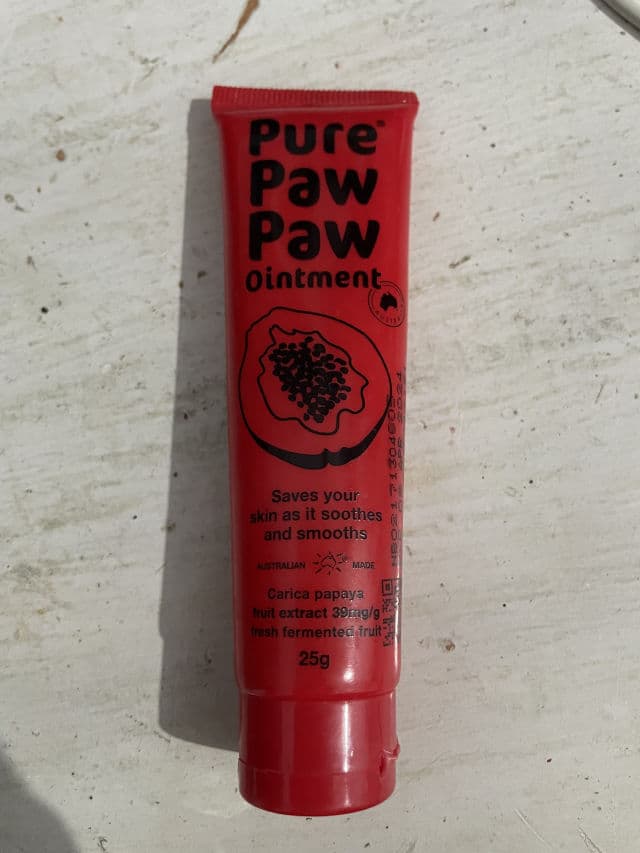 Pure
Paw
Paw
Ointment
Saves your
skin as it soothes
and smooths
AUSTRALIAN MADE
Carica papaya
fruit extract 39mg/g
fresh fermented fruit
25g